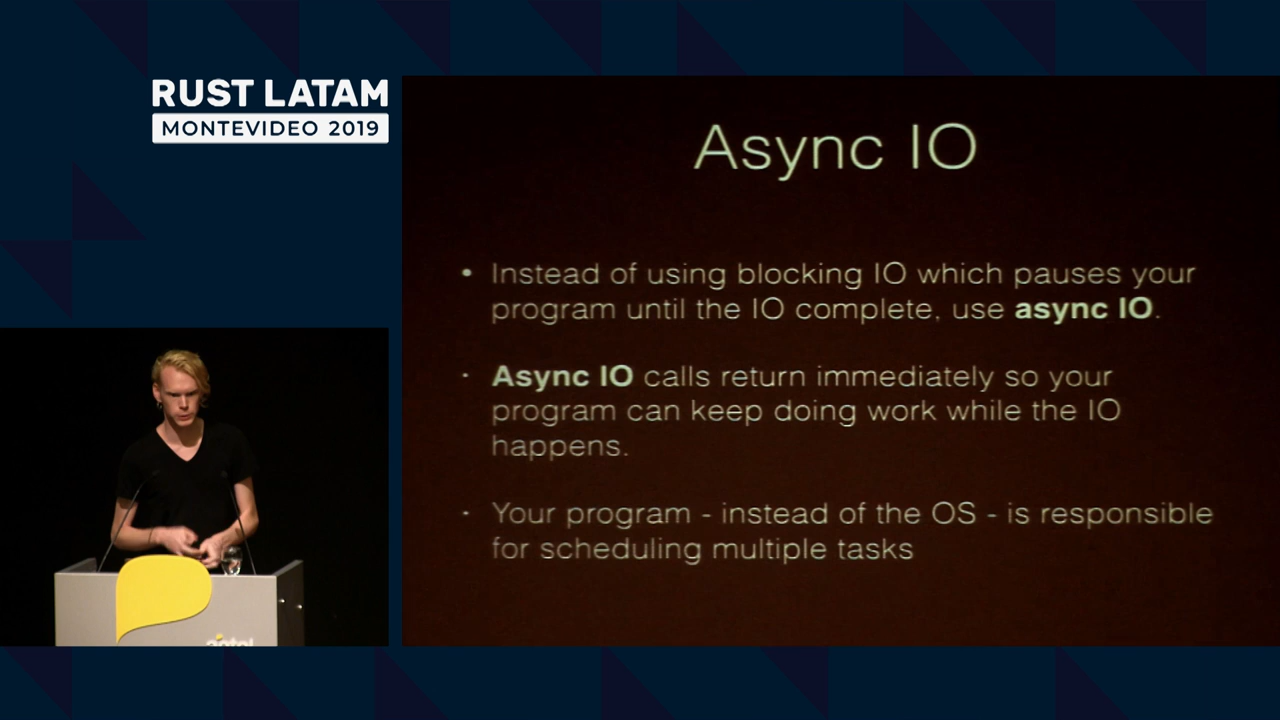 RUST LATAM
MONTEVIDEO 2019
Async IO
• Instead of using blocking IO which pauses your
program until the IO complete, use async IO.
· Async IO calls return immediately so your
program can keep doing work while the IO
happens.
· Your program - instead of the OS - is responsible
for scheduling multiple tasks